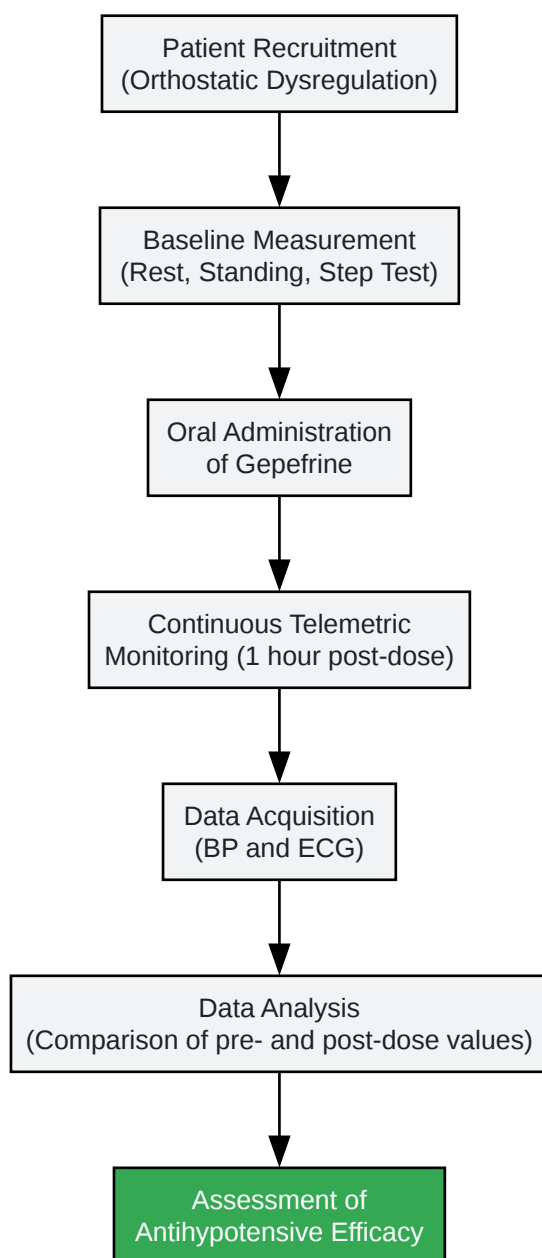 Patient Recruitment
(Orthostatic Dysregulation)
Baseline Measurement
(Rest, Standing, Step Test)
Oral Administration
of Gepefrine
Continuous Telemetric
Monitoring (1 hour post-dose)
Data Acquisition
(BP and ECG)
Data Analysis
(Comparison of pre- and post-dose values)
Assessment of
Antihypotensive Efficacy